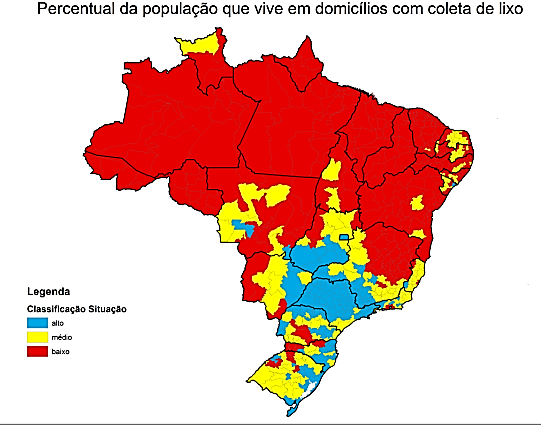 Percentual da população que vive em domicílios com coleta de lixo
Legenda
Classificação Situação
alto
médio
baixo